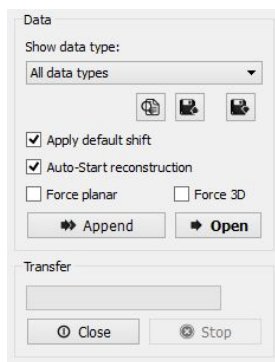 Data
Show data type:
All data types
Apply default shift
Auto-Start reconstruction
Force planar Force 3D
Append Open
Transfer
Close Stop